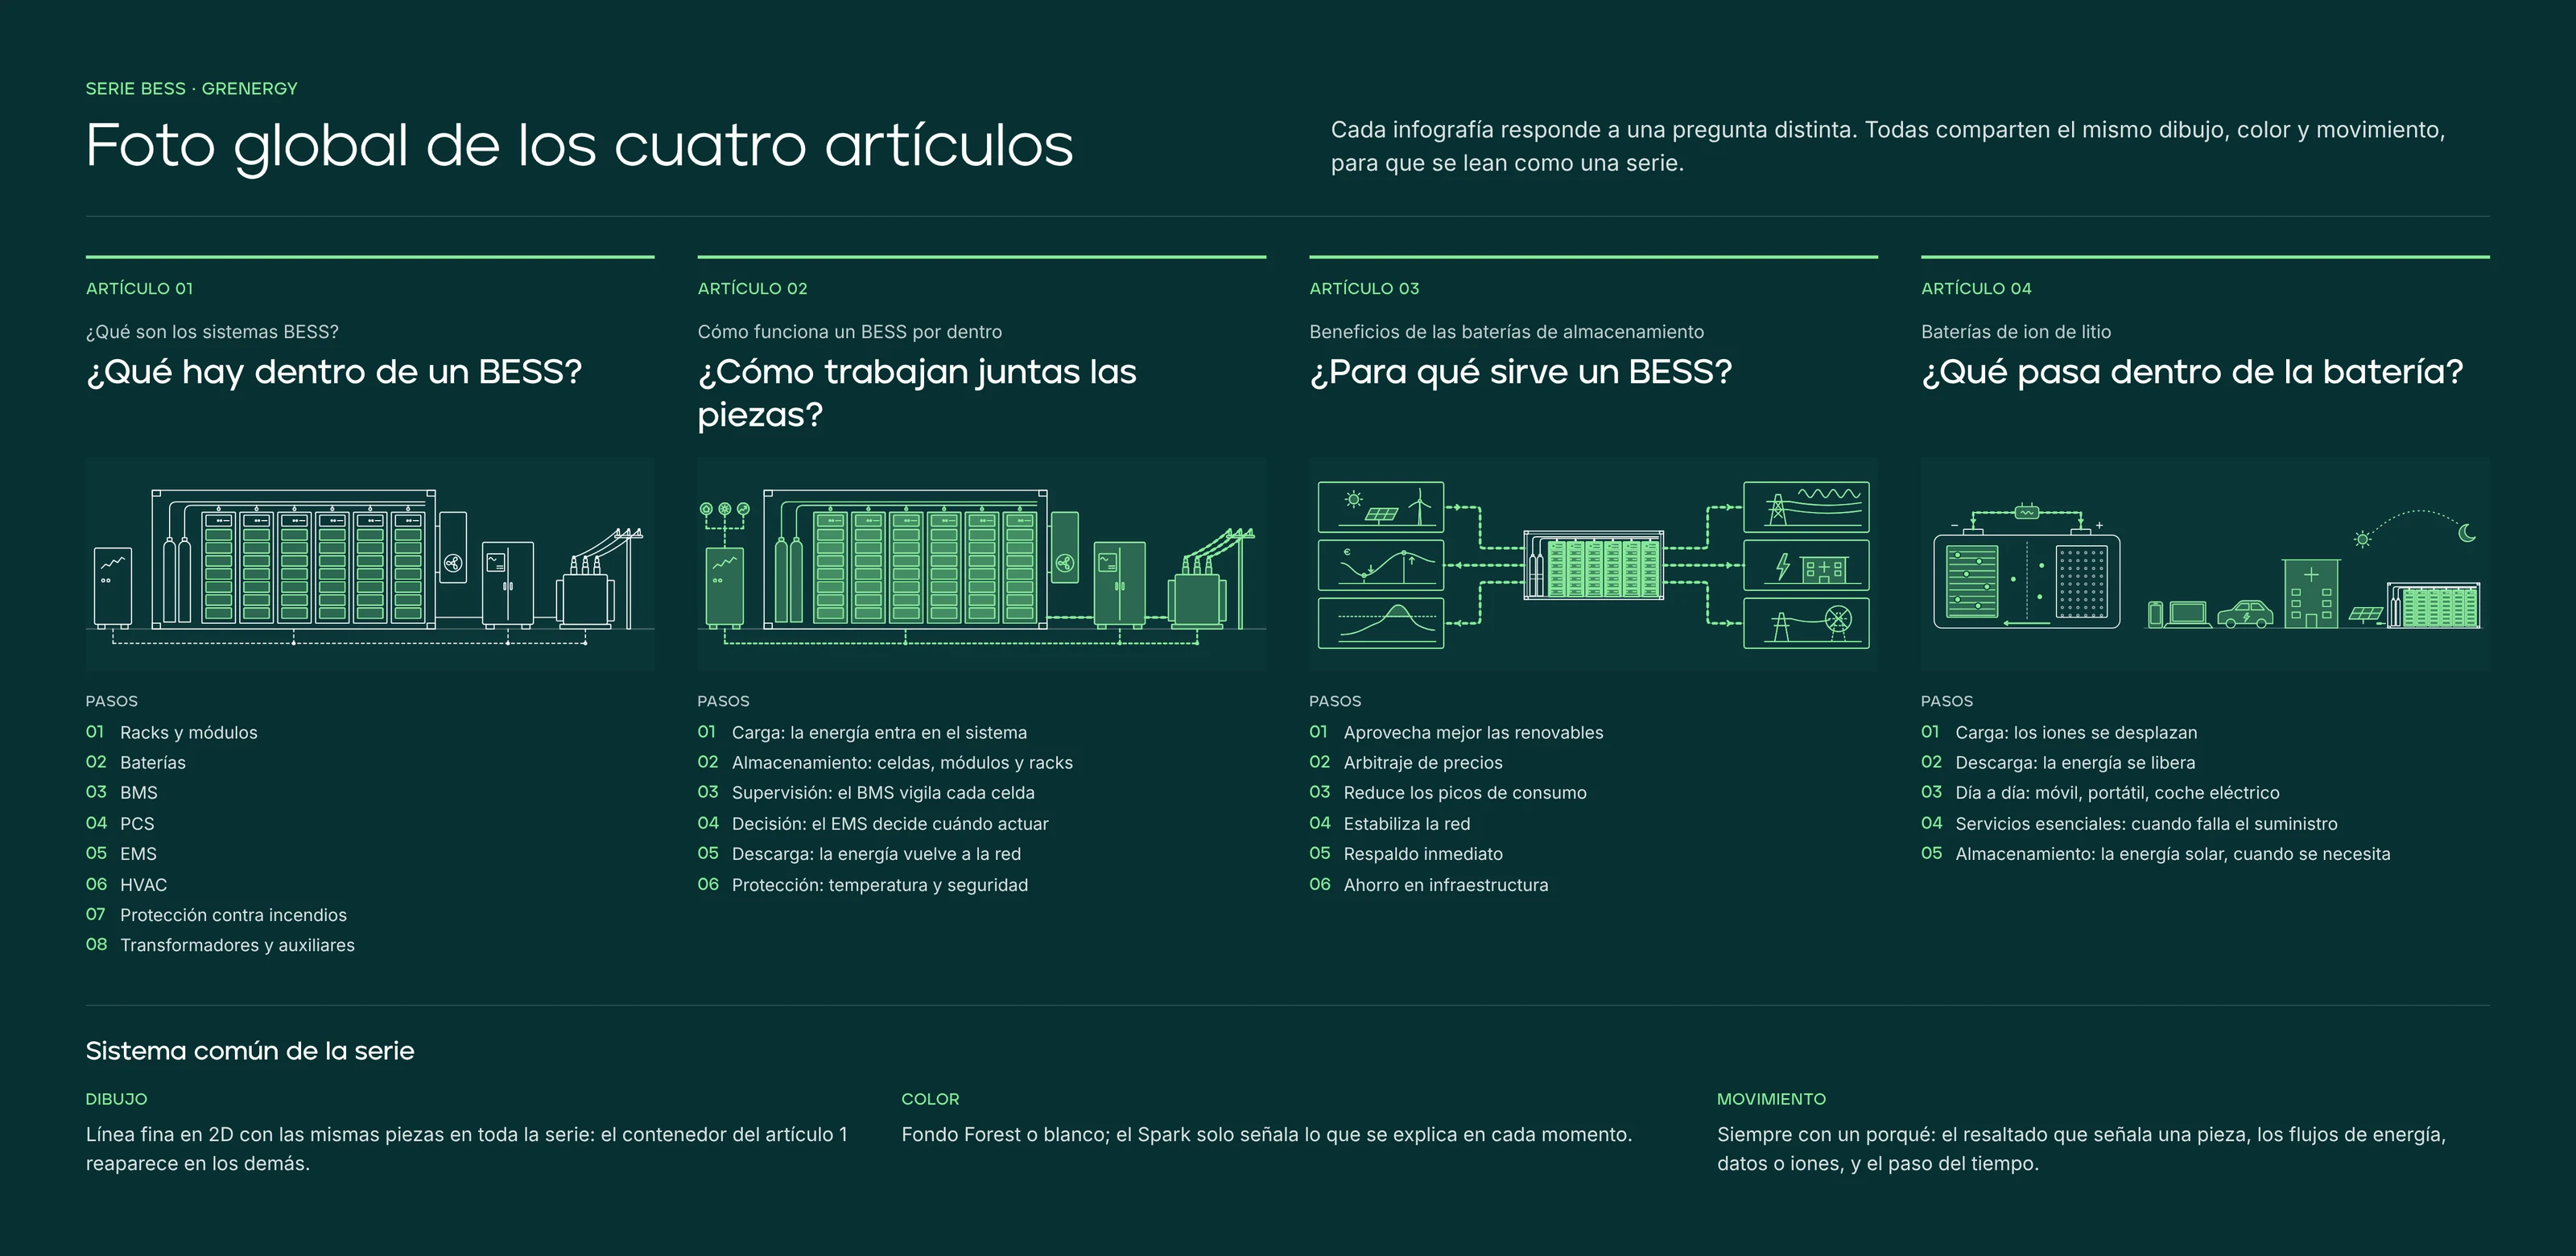 SERIE BESS · GRENERGY
Foto global de los cuatro artículos
Cada infografía responde a una pregunta distinta. Todas comparten el mismo dibujo, color y movimiento,
para que se lean como una serie.
ARTÍCULO 01
¿Qué son los sistemas BESS?
¿Qué hay dentro de un BESS?
PASOS
01 Racks y módulos
02 Baterías
03 BMS
04 PCS
05 EMS
06 HVAC
07 Protección contra incendios
08 Transformadores y auxiliares
ARTÍCULO 02
Cómo funciona un BESS por dentro
¿Cómo trabajan juntas las
piezas?
PASOS
01 Carga: la energía entra en el sistema
02 Almacenamiento: celdas, módulos y racks
03 Supervisión: el BMS vigila cada celda
04 Decisión: el EMS decide cuándo actuar
05 Descarga: la energía vuelve a la red
06 Protección: temperatura y seguridad
ARTÍCULO 03
Beneficios de las baterías de almacenamiento
¿Para qué sirve un BESS?
€
PASOS
01 Aprovecha mejor las renovables
02 Arbitraje de precios
03 Reduce los picos de consumo
04 Estabiliza la red
05 Respaldo inmediato
06 Ahorro en infraestructura
ARTÍCULO 04
Baterías de ion de litio
¿Qué pasa dentro de la batería?
− +
PASOS
01 Carga: los iones se desplazan
02 Descarga: la energía se libera
03 Día a día: móvil, portátil, coche eléctrico
04 Servicios esenciales: cuando falla el suministro
05 Almacenamiento: la energía solar, cuando se necesita
Sistema común de la serie
DIBUJO
Línea fina en 2D con las mismas piezas en toda la serie: el contenedor del artículo 1
reaparece en los demás.
COLOR
Fondo Forest o blanco; el Spark solo señala lo que se explica en cada momento.
MOVIMIENTO
Siempre con un porqué: el resaltado que señala una pieza, los flujos de energía,
datos o iones, y el paso del tiempo.